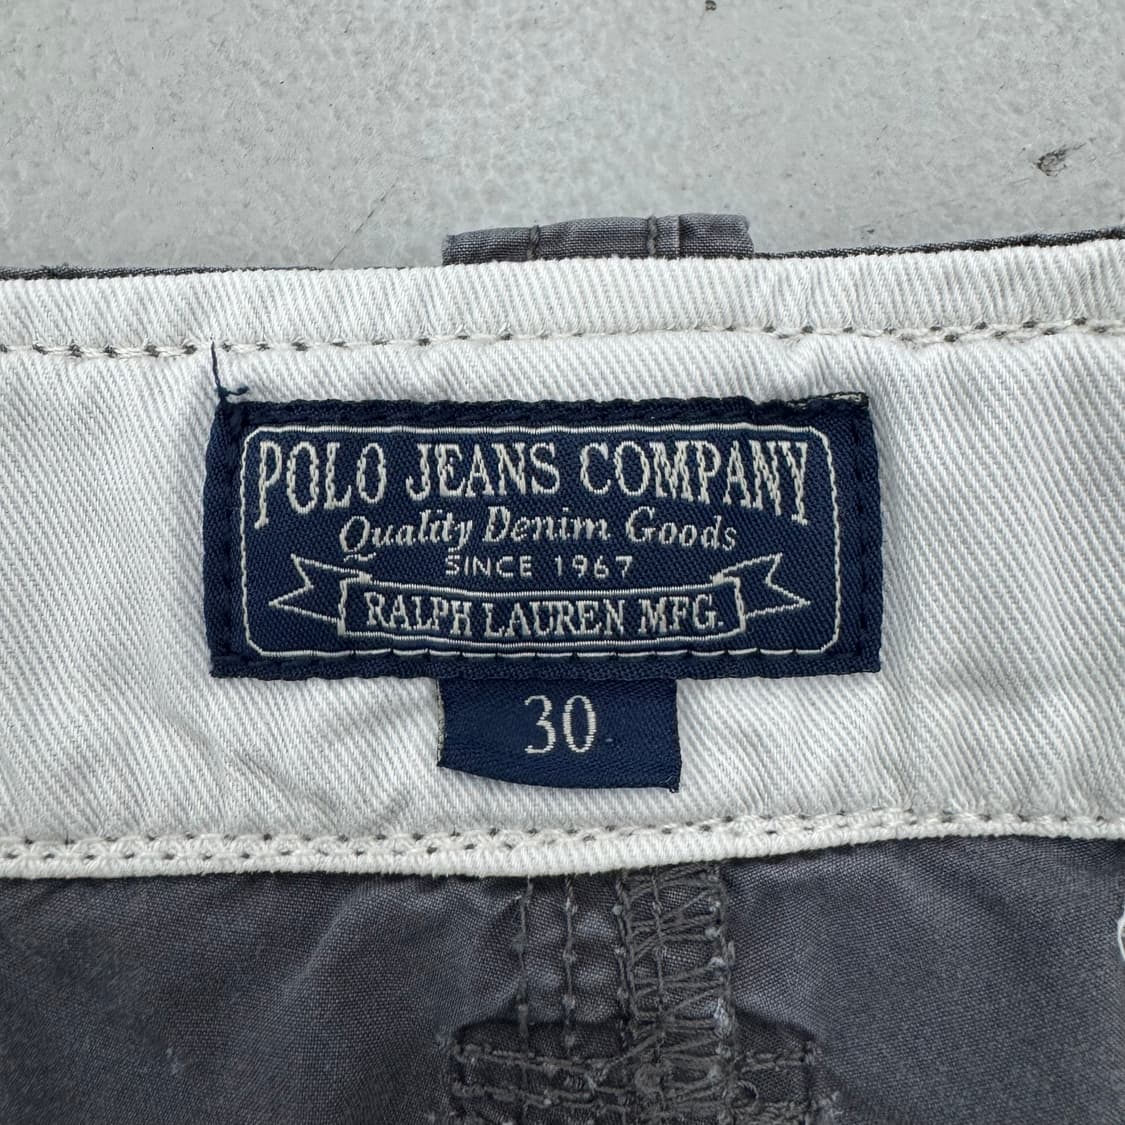 POLO JEANS COMPANY
Quality Denim Goods
SINCE 1967
RALPH LAUREN MFG.
30